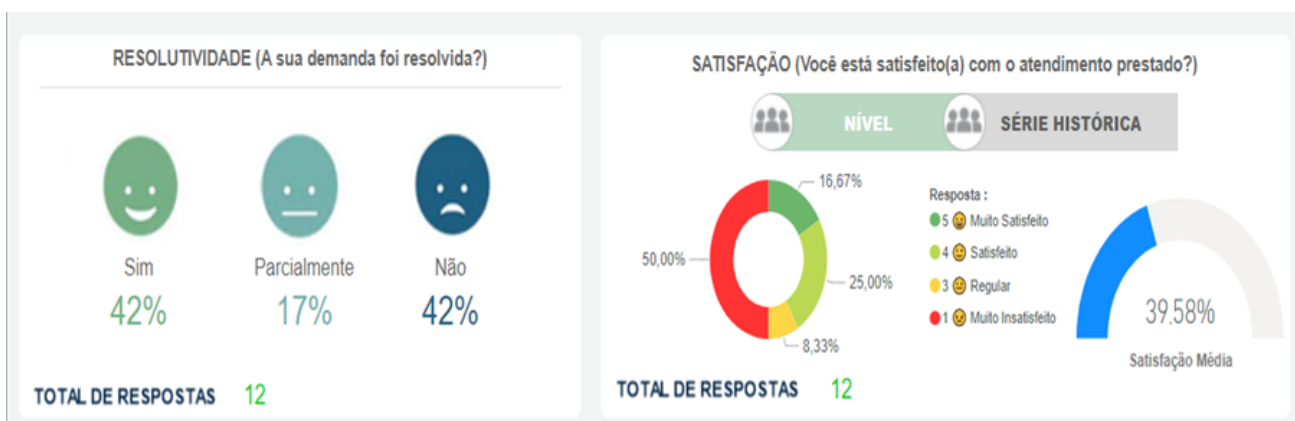 RESOLUTIVIDADE (A sua demanda foi resolvida?)
Sim
Parcialmente
Não
42%
17%
42%
TOTAL DE RESPOSTAS 12
SATISFAÇÃO (Você está satisfeito(a) com o atendimento prestado?)
NÍVEL
SÉRIE HISTÓRICA
16,67%
50,00%
25,00%
8,33%
Resposta :
5 Muito Satisfeito
4 Satisfeito
3 Regular
1 Muito Insatisfeito
39,58%
Satisfação Média
TOTAL DE RESPOSTAS 12